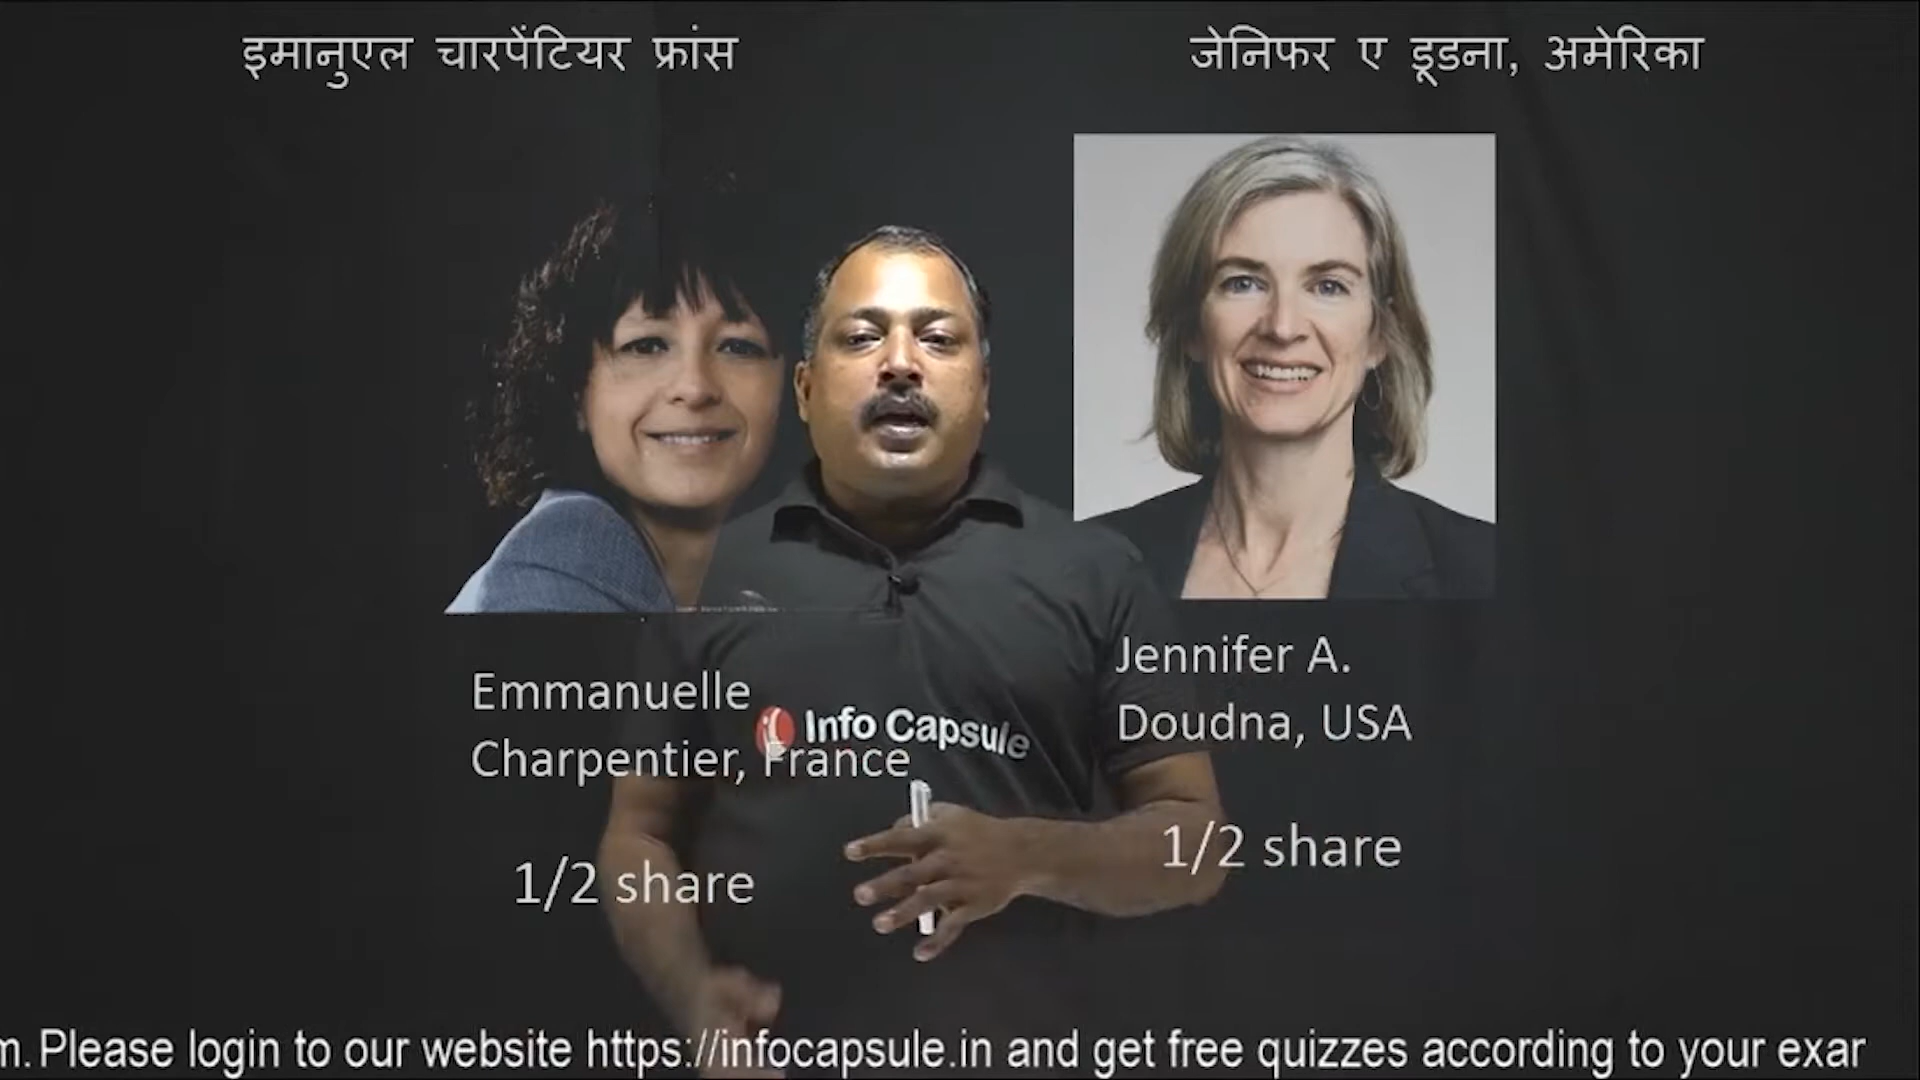 इमानुएल चारपेंटियर फ्रांस
जेनिफर ए डूडना, अमेरिका
Emmanuelle
Charpentier, France
1/2 share
Info Capsule
Jennifer A.
Doudna, USA
1/2 share
m. Please login to our website https://infocapsule.in and get free quizzes according to your exar